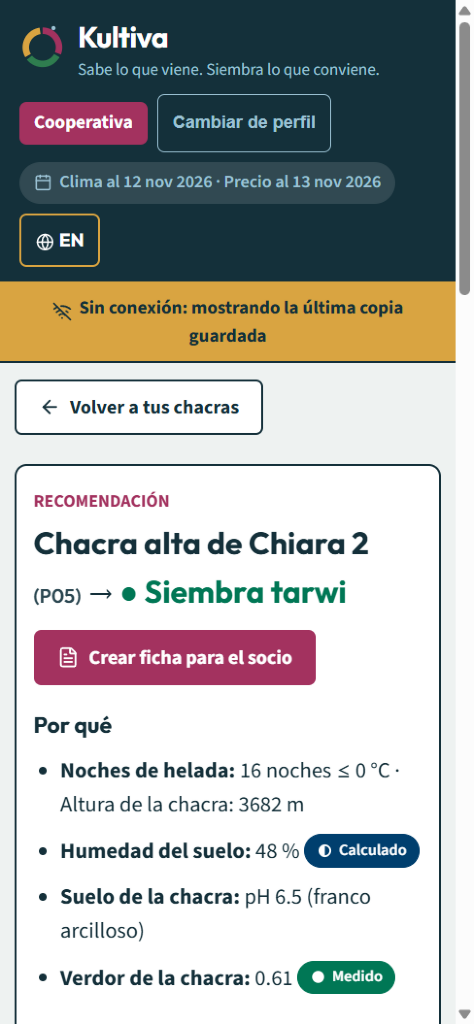 Kultiva
Sabe lo que viene. Siembra lo que conviene.
Cooperativa
Cambiar de perfil
Clima al 12 nov 2026 · Precio al 13 nov 2026
EN
Sin conexión: mostrando la última copia
guardada
← Volver a tus chacras
RECOMENDACIÓN
Chacra alta de Chiara 2
(P05) → ● Siembra tarwi
Crear ficha para el socio
Por qué
• Noches de helada: 16 noches ≤ 0 °C ·
Altura de la chacra: 3682 m
• Humedad del suelo: 48 % Calculado
• Suelo de la chacra: pH 6.5 (franco
arcilloso)
• Verdor de la chacra: 0.61 Medido